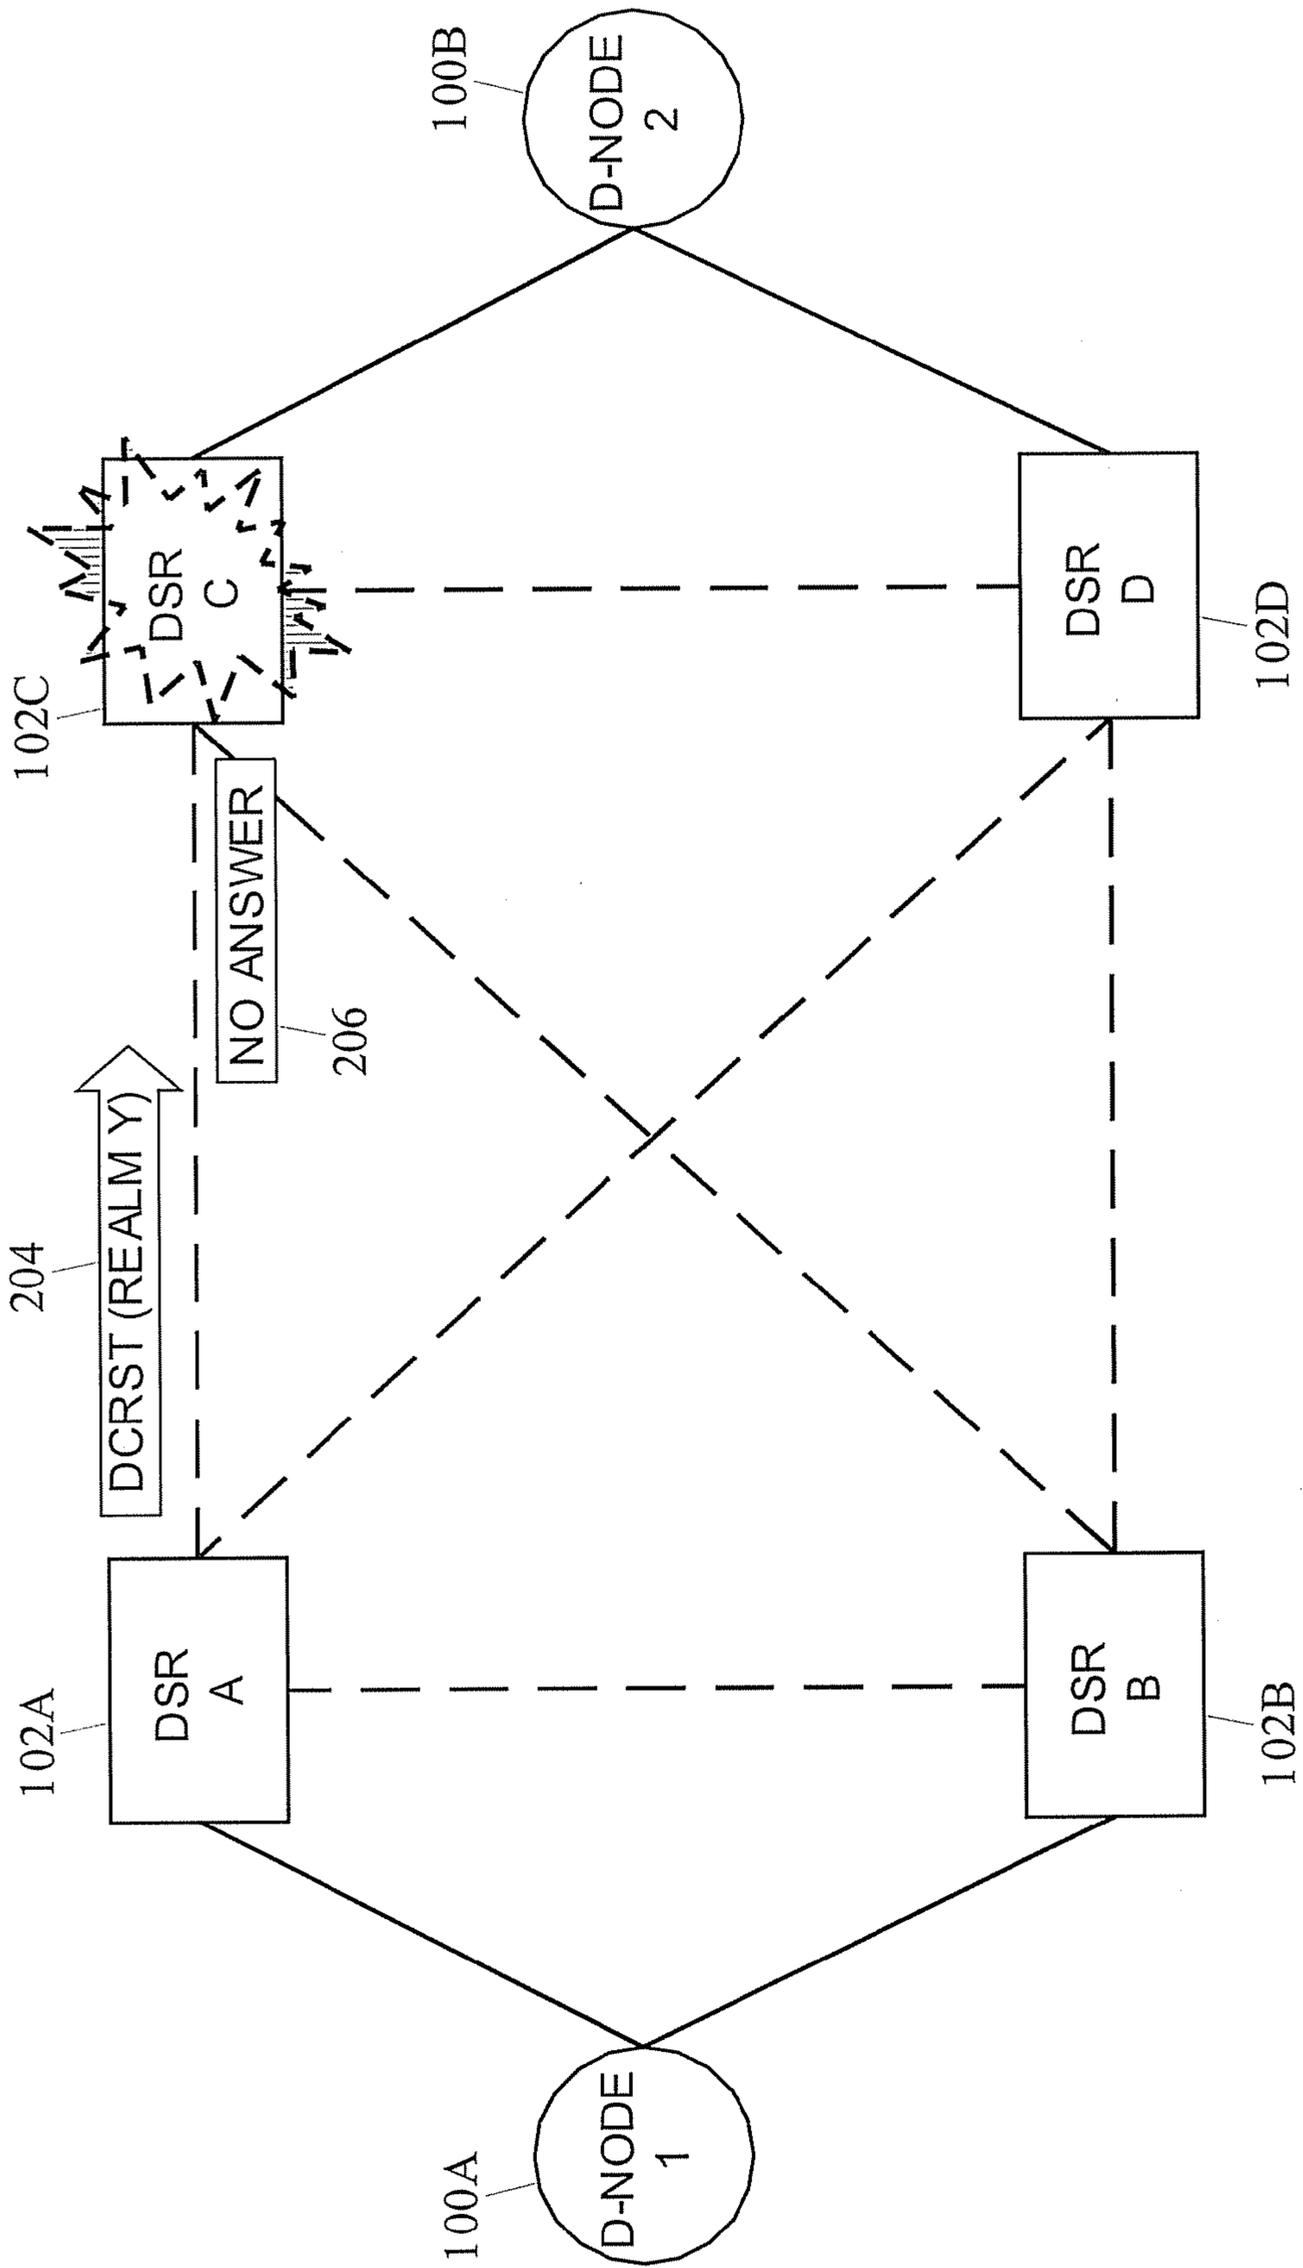 102A
204
102C
DCRST (REALM Y)
DSR
A
DSR
C
NO ANSWER
206
100A
100B
D-NODE
1
D-NODE
2
DSR
B
DSR
D
102B
102D